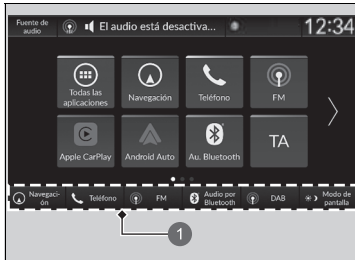 Fuente de
audio
El audio está desactiva...
12:34
Todas las
aplicaciones
Navegación
Teléfono
FM
Apple CarPlay
Android Auto
Au. Bluetooth
TA
Navegaci-
ón
Teléfono
FM
Audio por
Bluetooth
DAB
Modo de
pantalla
1